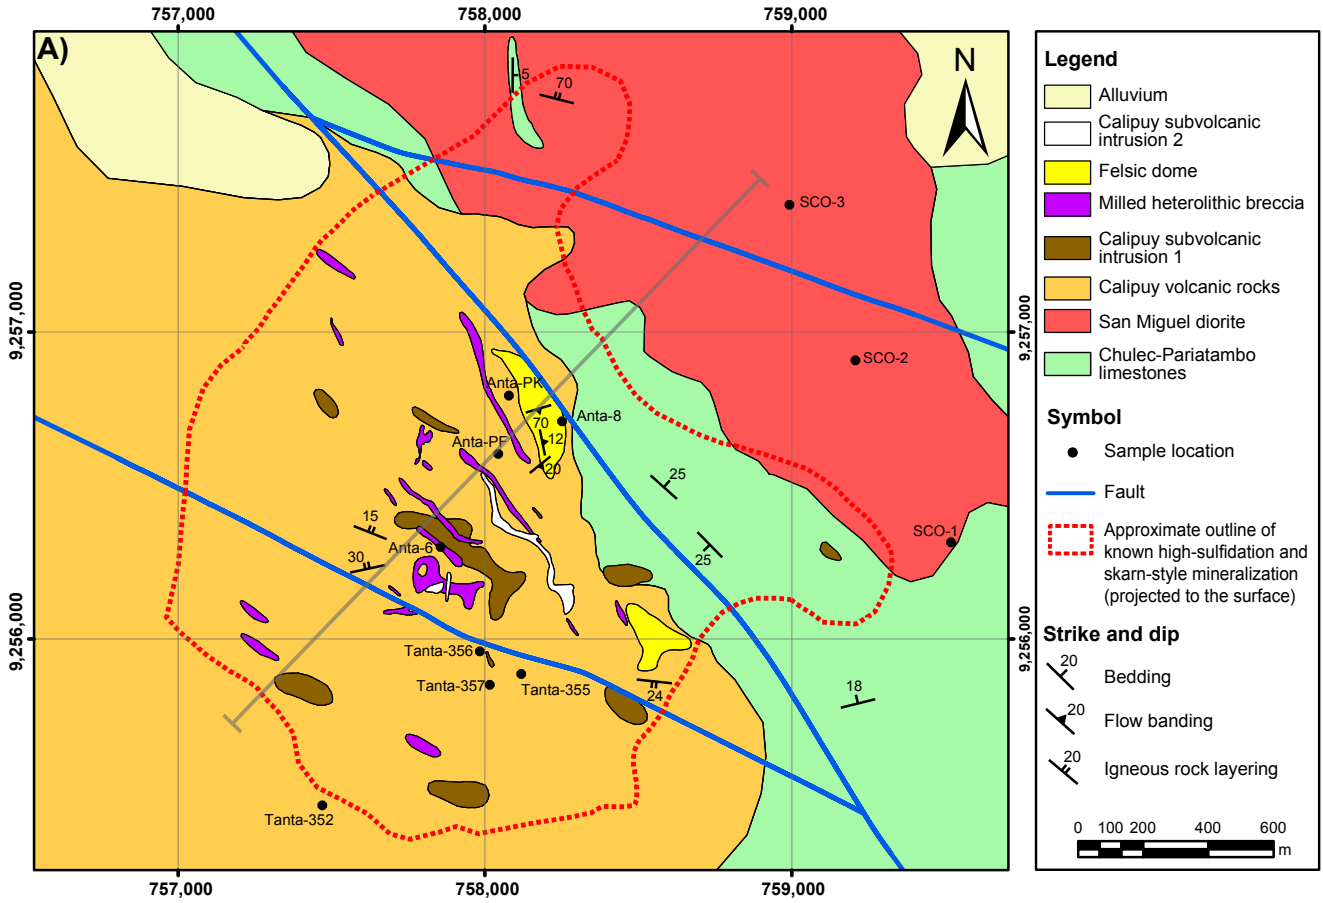 757,000
758,000
759,000
A)
N
5
70
SCO-3
9,257,000
9,257,000
SCO-2
Anta-PK
Anta-8
70
12
20
Anta-PF
25
15
25
SCO-1
Anta-6
30
9,256,000
9,256,000
Tanta-356
Tanta-357
Tanta-355
24
18
Tanta-352
757,000
758,000
759,000
Legend
Alluvium
Calipuy subvolcanic
intrusion 2
Felsic dome
Milled heterolithic breccia
Calipuy subvolcanic
intrusion 1
Calipuy volcanic rocks
San Miguel diorite
Chulec-Pariatambo
limestones
Symbol
Sample location
Fault
Approximate outline of
known high-sulfidation and
skarn-style mineralization
(projected to the surface)
Strike and dip
20
Bedding
20
Flow banding
20
Igneous rock layering
0 100 200 400 600
m